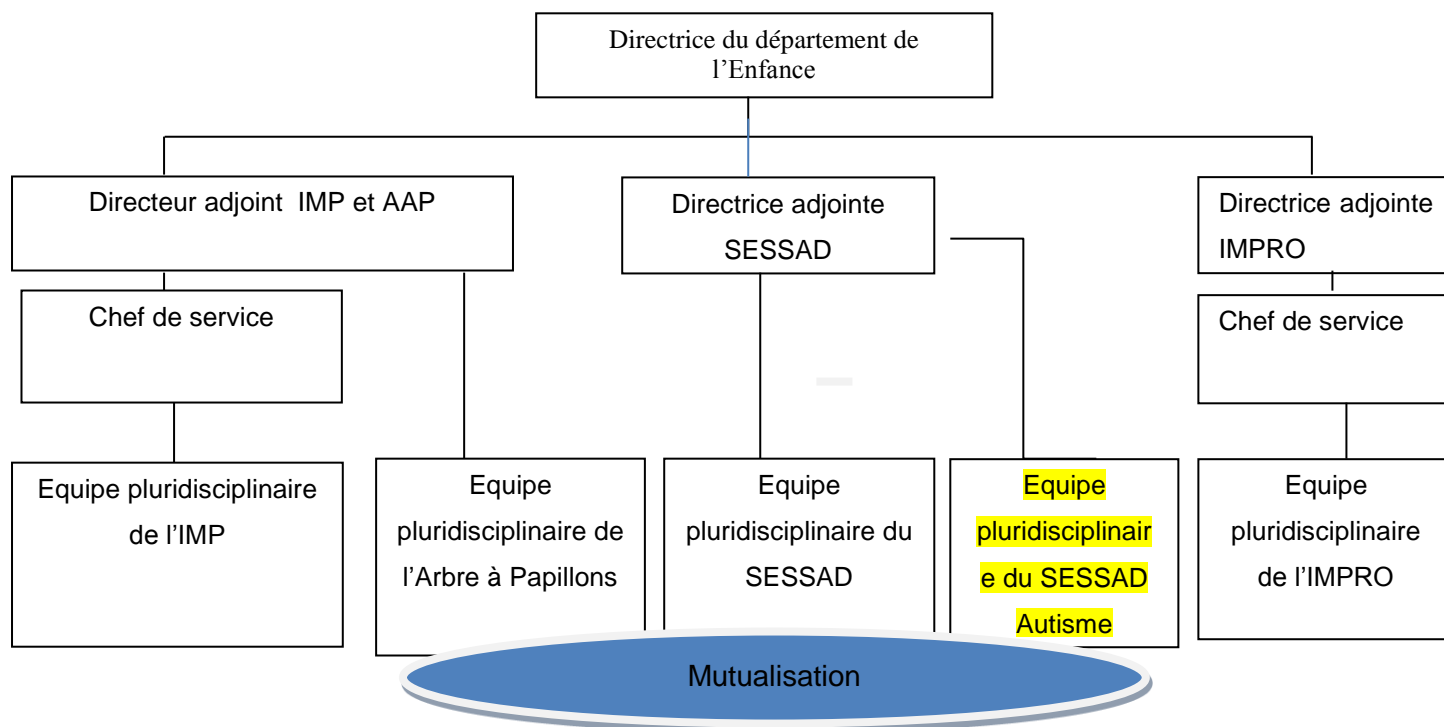 Directrice du département de
l’Enfance
Directeur adjoint  IMP et AAP
Directrice adjointe
SESSAD
Directrice adjointe
IMPRO
Chef de service
Chef de service
Equipe pluridisciplinaire
de l’IMP
Equipe
pluridisciplinaire de
l’Arbre à Papillons
Equipe
pluridisciplinaire du
SESSAD
Equipe
pluridisciplinair
e du SESSAD
Autisme
Equipe
pluridisciplinaire
de l’IMPRO
Mutualisation